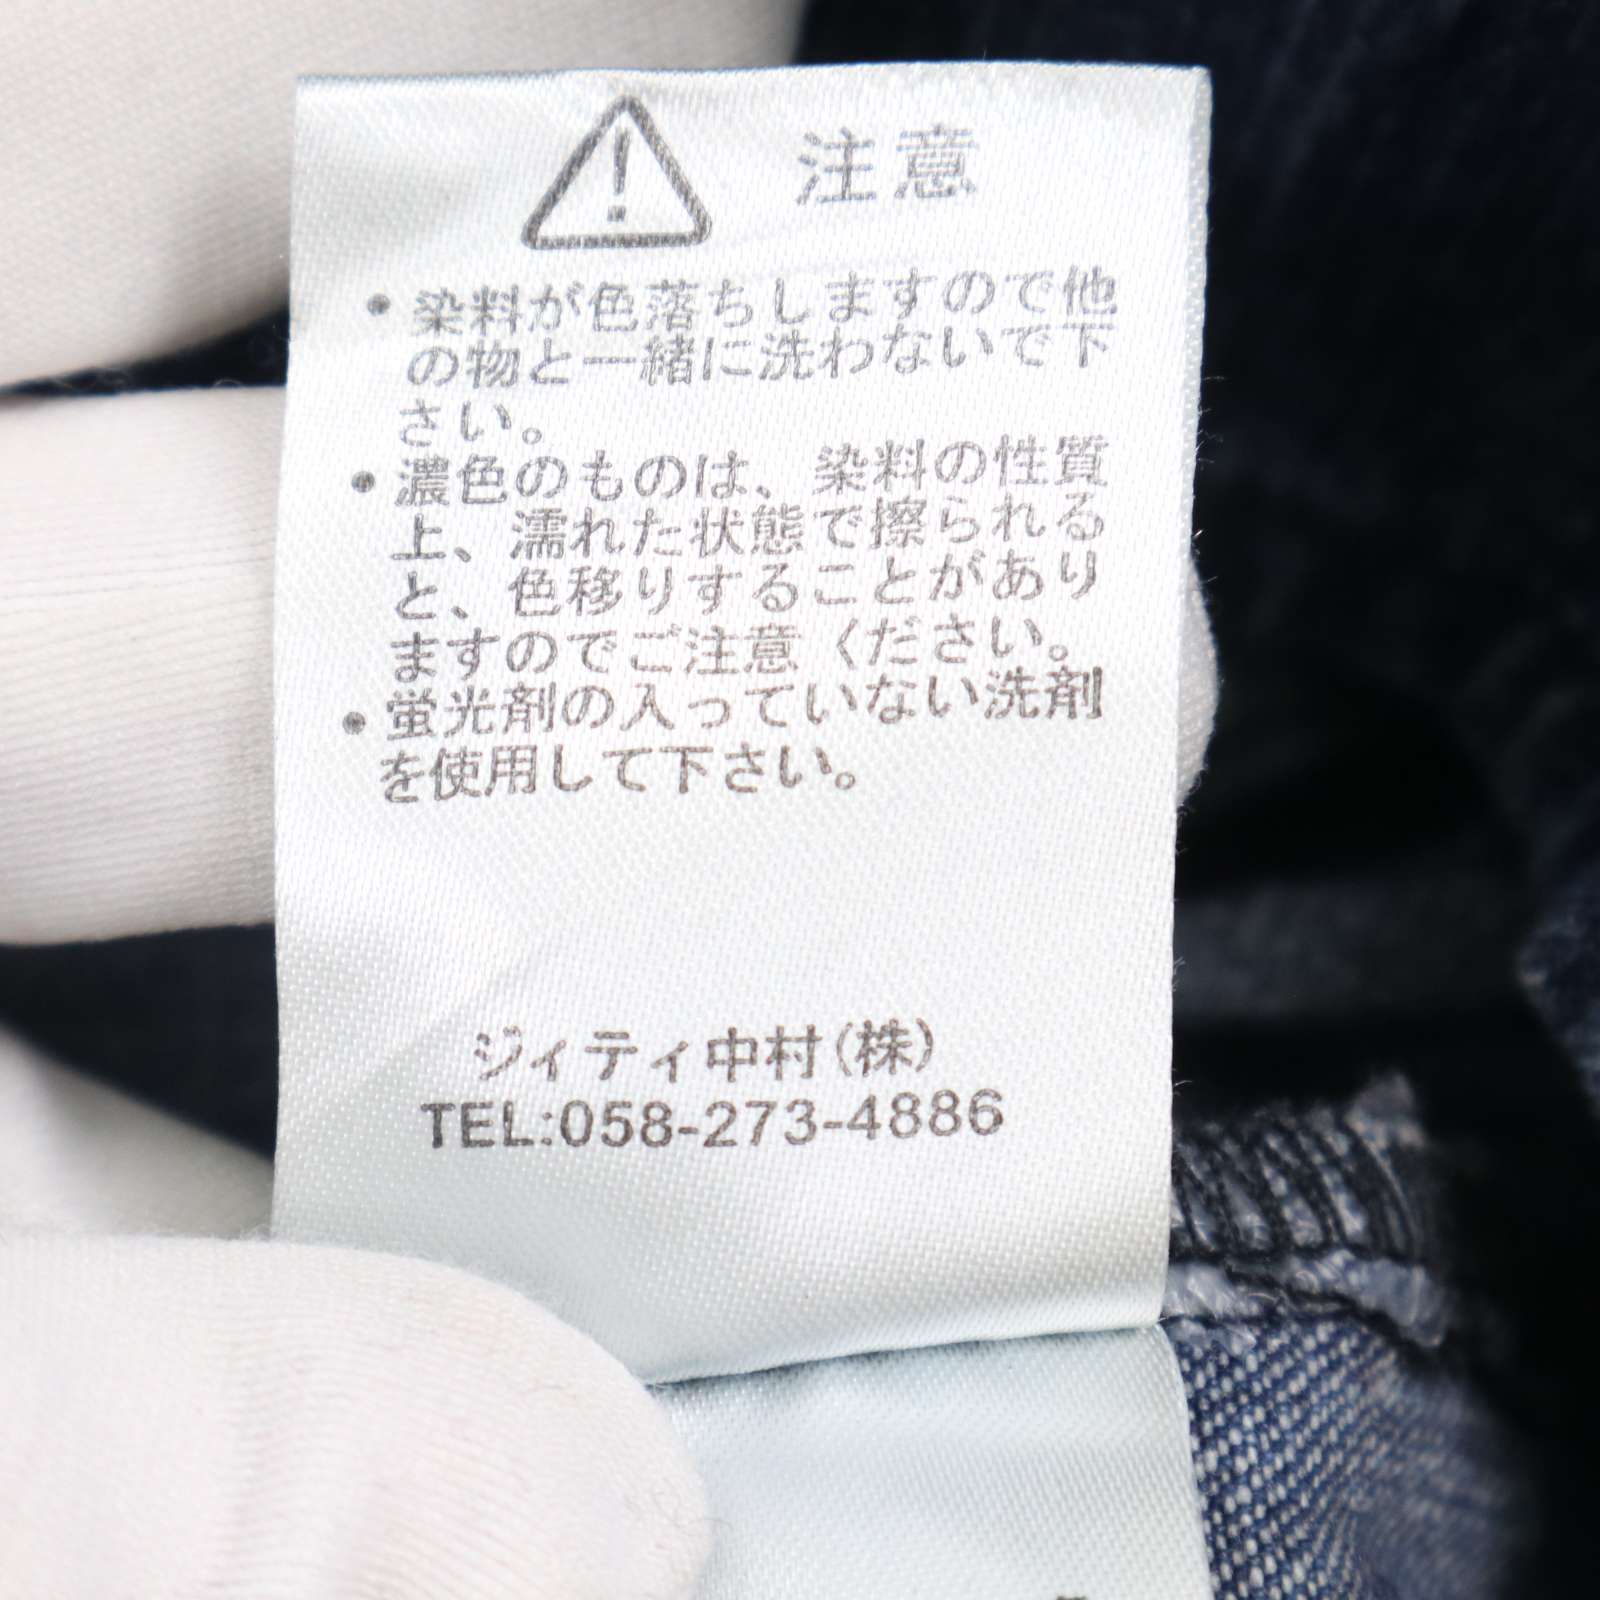 注意
• 染料が色落ちしますので他
の物と一緒に洗わないで下
さい。
• 濃色のものは、染料の性質
上、濡れた状態で擦られる
と、色移りすることがあり
ますのでご注意ください。
• 蛍光剤の入っていない洗剤
を使用して下さい。
ジィティ中村(株)
TEL:058-273-4886